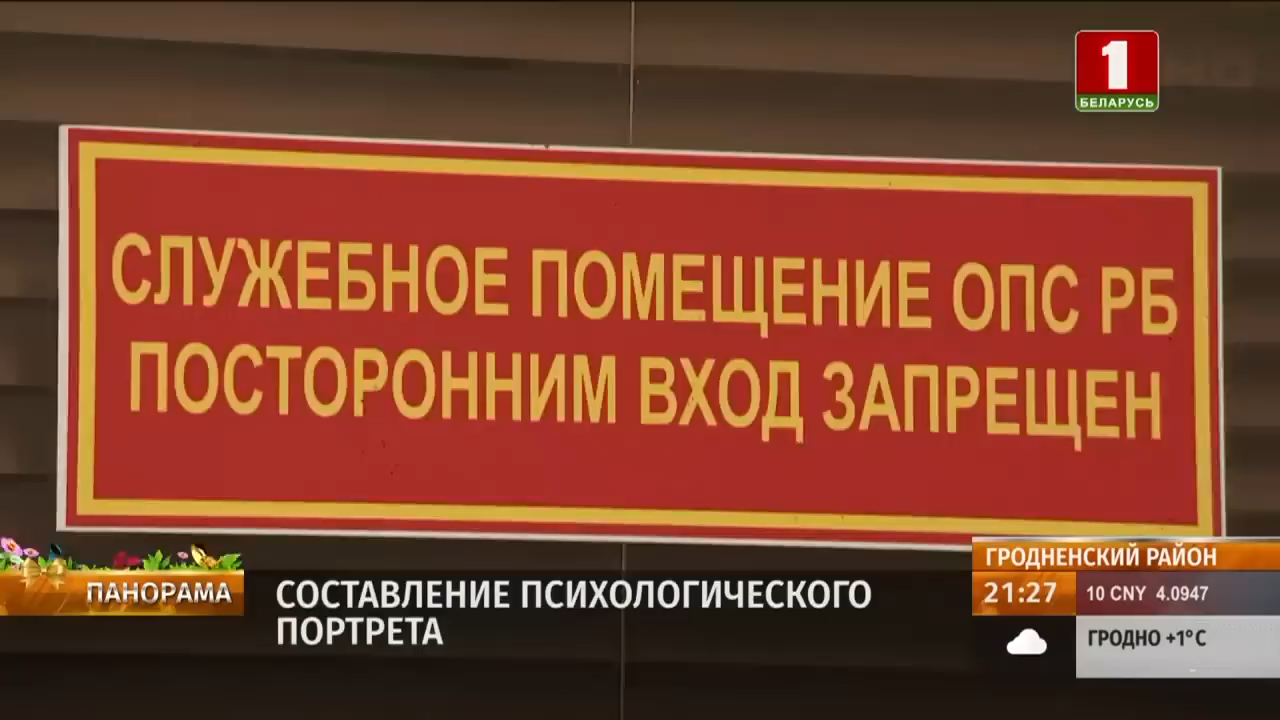 1
БЕЛАРУСЬ
СЛУЖЕБНОЕ ПОМЕЩЕНИЕ ОПС РБ
ПОСТОРОННИМ ВХОД ЗАПРЕЩЕН
ПАНОРАМА
СОСТАВЛЕНИЕ ПСИХОЛОГИЧЕСКОГО
ПОРТРЕТА
ГРОДНЕНСКИЙ РАЙОН
21:27
10 CNY 4.0947
ГРОДНО +1°C